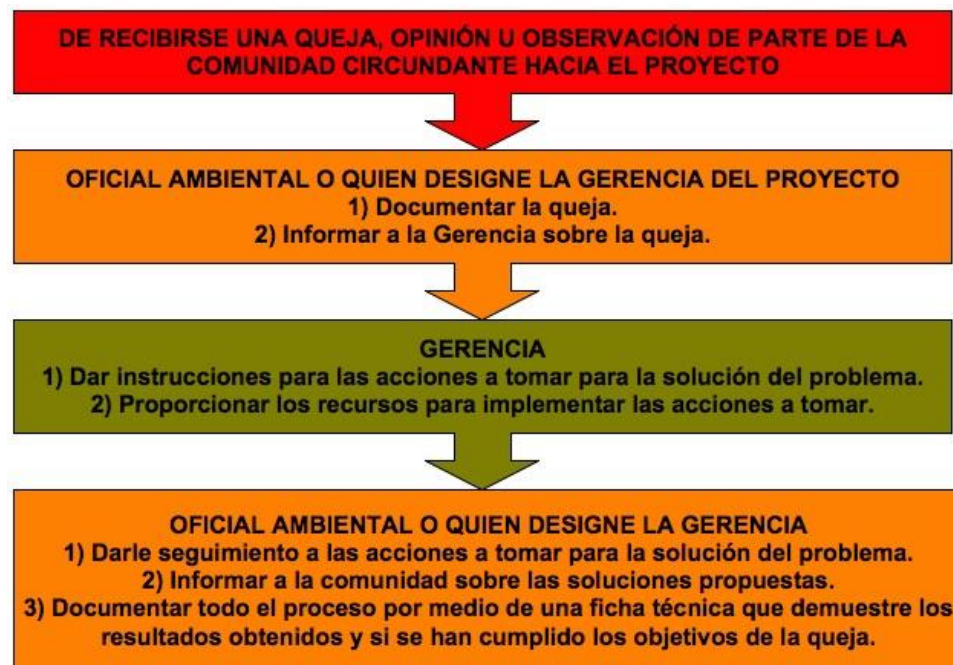 DE RECIBIRSE UNA QUEJA, OPINIÓN U OBSERVACIÓN DE PARTE DE LA
COMUNIDAD CIRCUNDANTE HACIA EL PROYECTO
OFICIAL AMBIENTAL O QUIEN DESIGNE LA GERENCIA DEL PROYECTO
1) Documentar la queja.
2) Informar a la Gerencia sobre la queja.
GERENCIA
1) Dar instrucciones para las acciones a tomar para la solución del problema.
2) Proporcionar los recursos para implementar las acciones a tomar.
OFICIAL AMBIENTAL O QUIEN DESIGNE LA GERENCIA
1) Darle seguimiento a las acciones a tomar para la solución del problema.
2) Informar a la comunidad sobre las soluciones propuestas.
3) Documentar todo el proceso por medio de una ficha técnica que demuestre los
resultados obtenidos y si se han cumplido los objetivos de la queja.